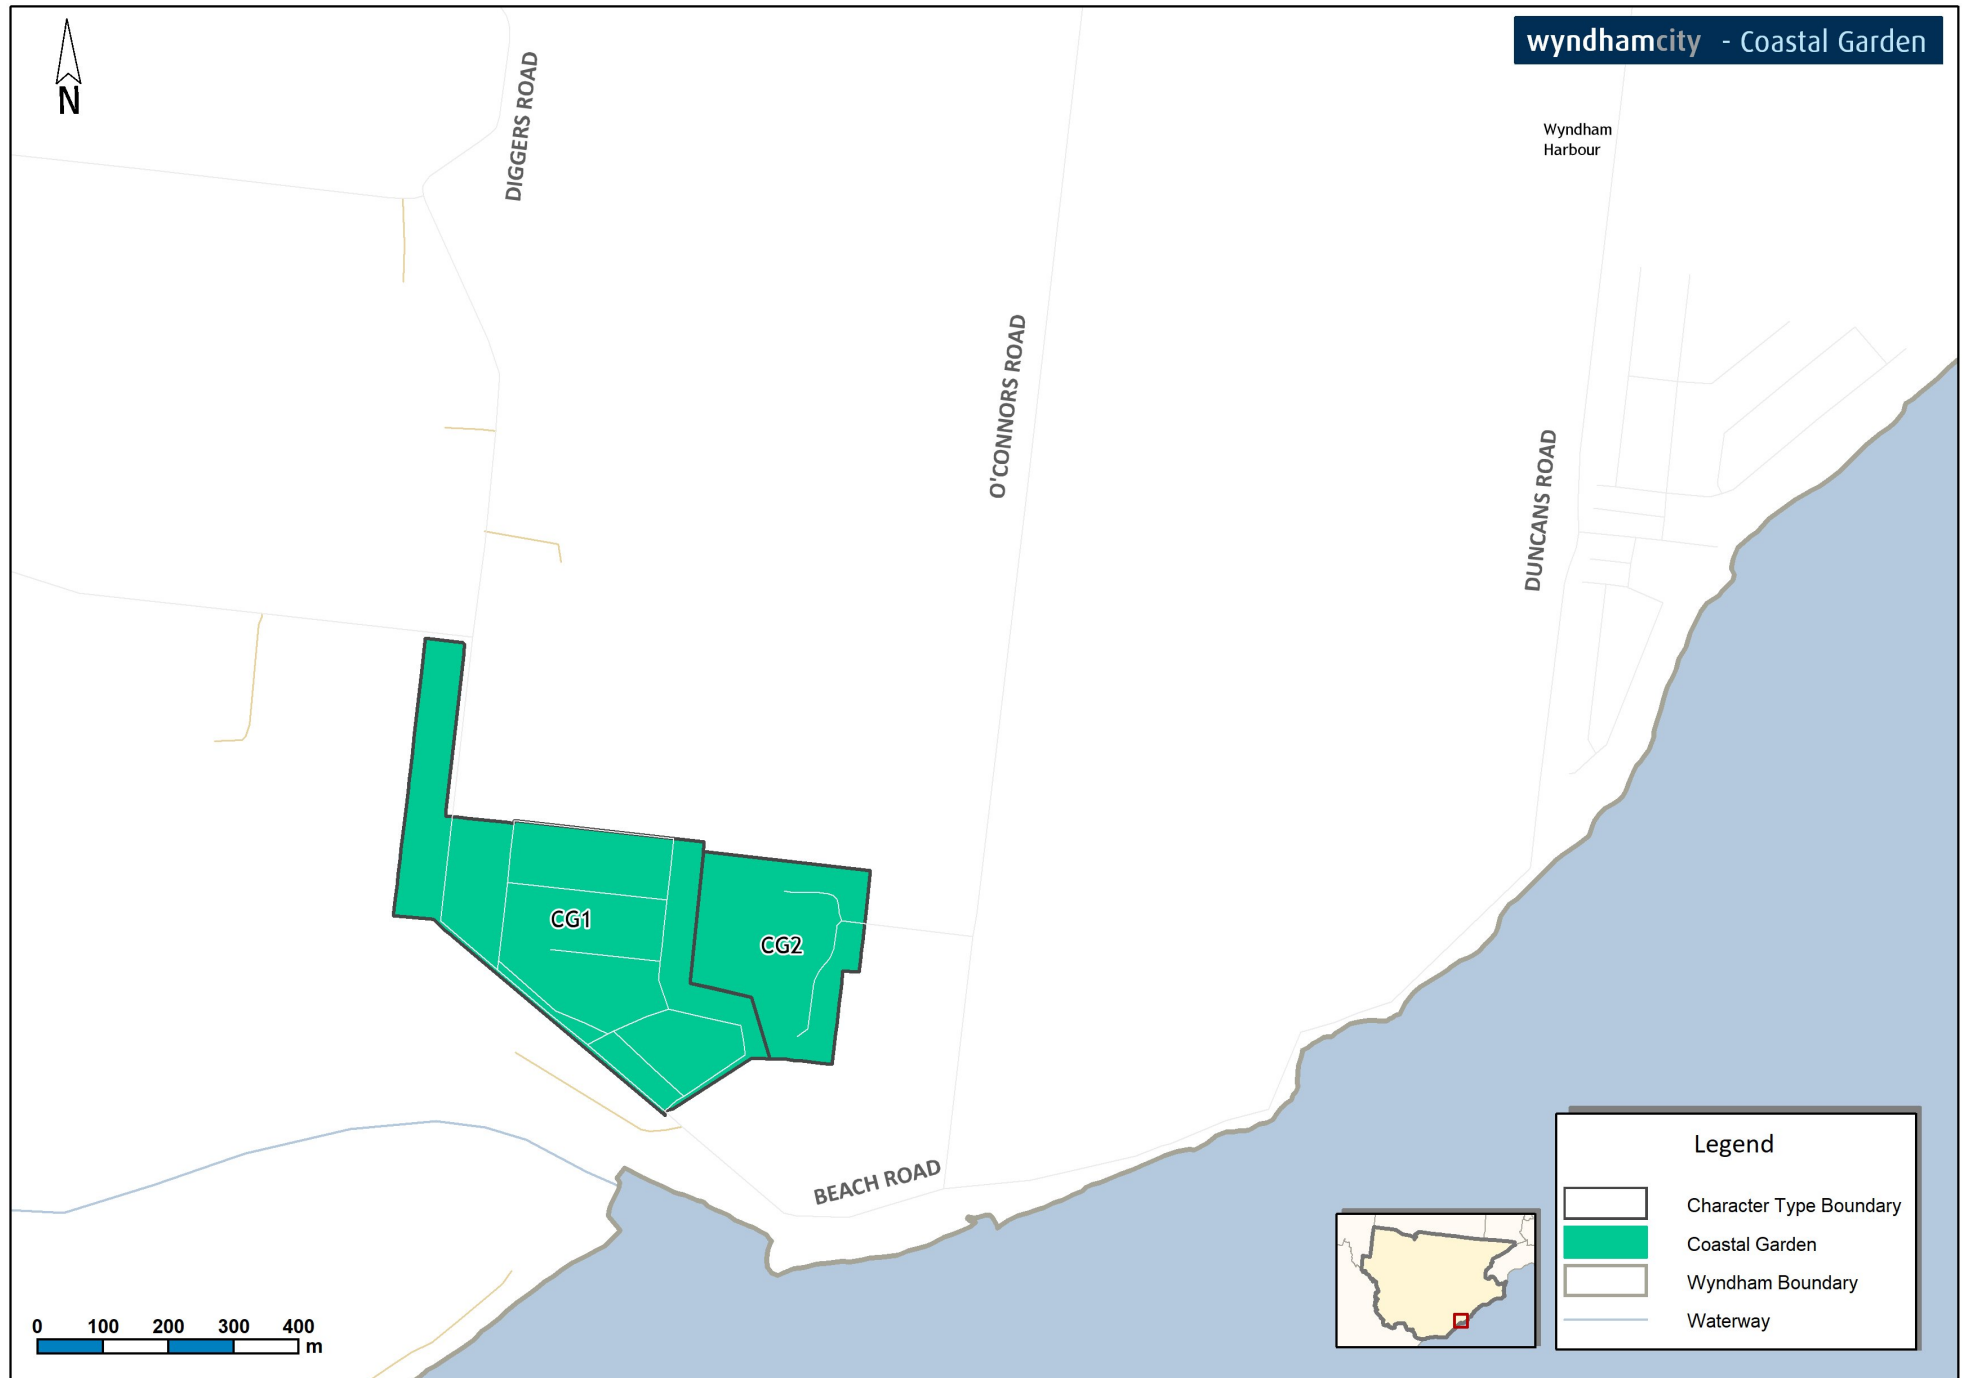 N
wyndhamcity - Coastal Garden
DIGGERS ROAD
Wyndham
Harbour
O'CONNORS ROAD
DUNCANS ROAD
CG1
CG2
BEACH ROAD
Legend
Character Type Boundary
Coastal Garden
Wyndham Boundary
Waterway
0 100 200 300 400
m